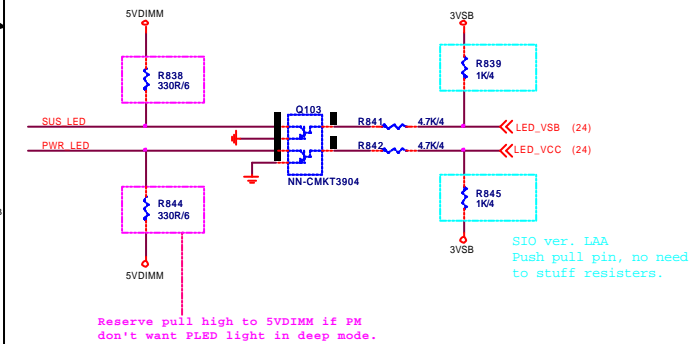 5VDIMM
3VSB
R838
330R/6
R839
1K/4
Q103
SUS_LED
R841 4.7K/4
LED_VSB (24)
PWR_LED
R842 4.7K/4
LED_VCC (24)
NN-CMKT3904
R844
330R/6
R845
1K/4
5VDIMM
3VSB
SIO ver. LAA
Push pull pin, no need
to stuff resisters.
Reserve pull high to 5VDIMM if PM
don't want PLED light in deep mode.